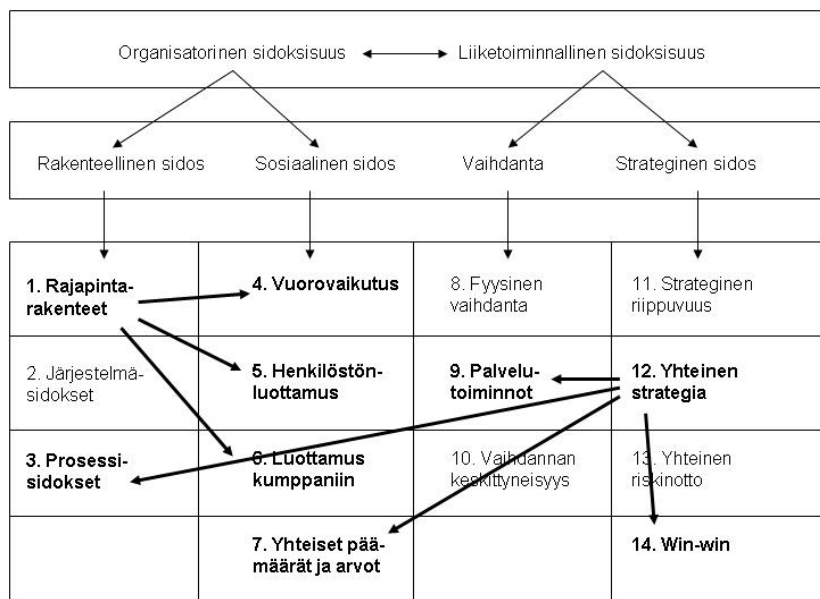 Organisatorinen sidoksisuus Liiketoiminnallinen sidoksisuus
Rakenteellinen sidos Sosiaalinen sidos Vaihdanta Strateginen sidos
1. Rajapinta-
rakenteet
4. Vuorovaikutus
8. Fyysinen
vaihdanta
11. Strateginen
riippuvuus
2. Järjestelmä-
sidokset
5. Henkilöstön-
luottamus
9. Palvelu-
toiminnot
12. Yhteinen
strategia
3. Prosessi-
sidokset
6. Luottamus
kumppaniin
10. Vaihdannan
keskittyneisyys
13. Yhteinen
riskinotto
7. Yhteiset pää-
määrät ja arvot
14. Win-win